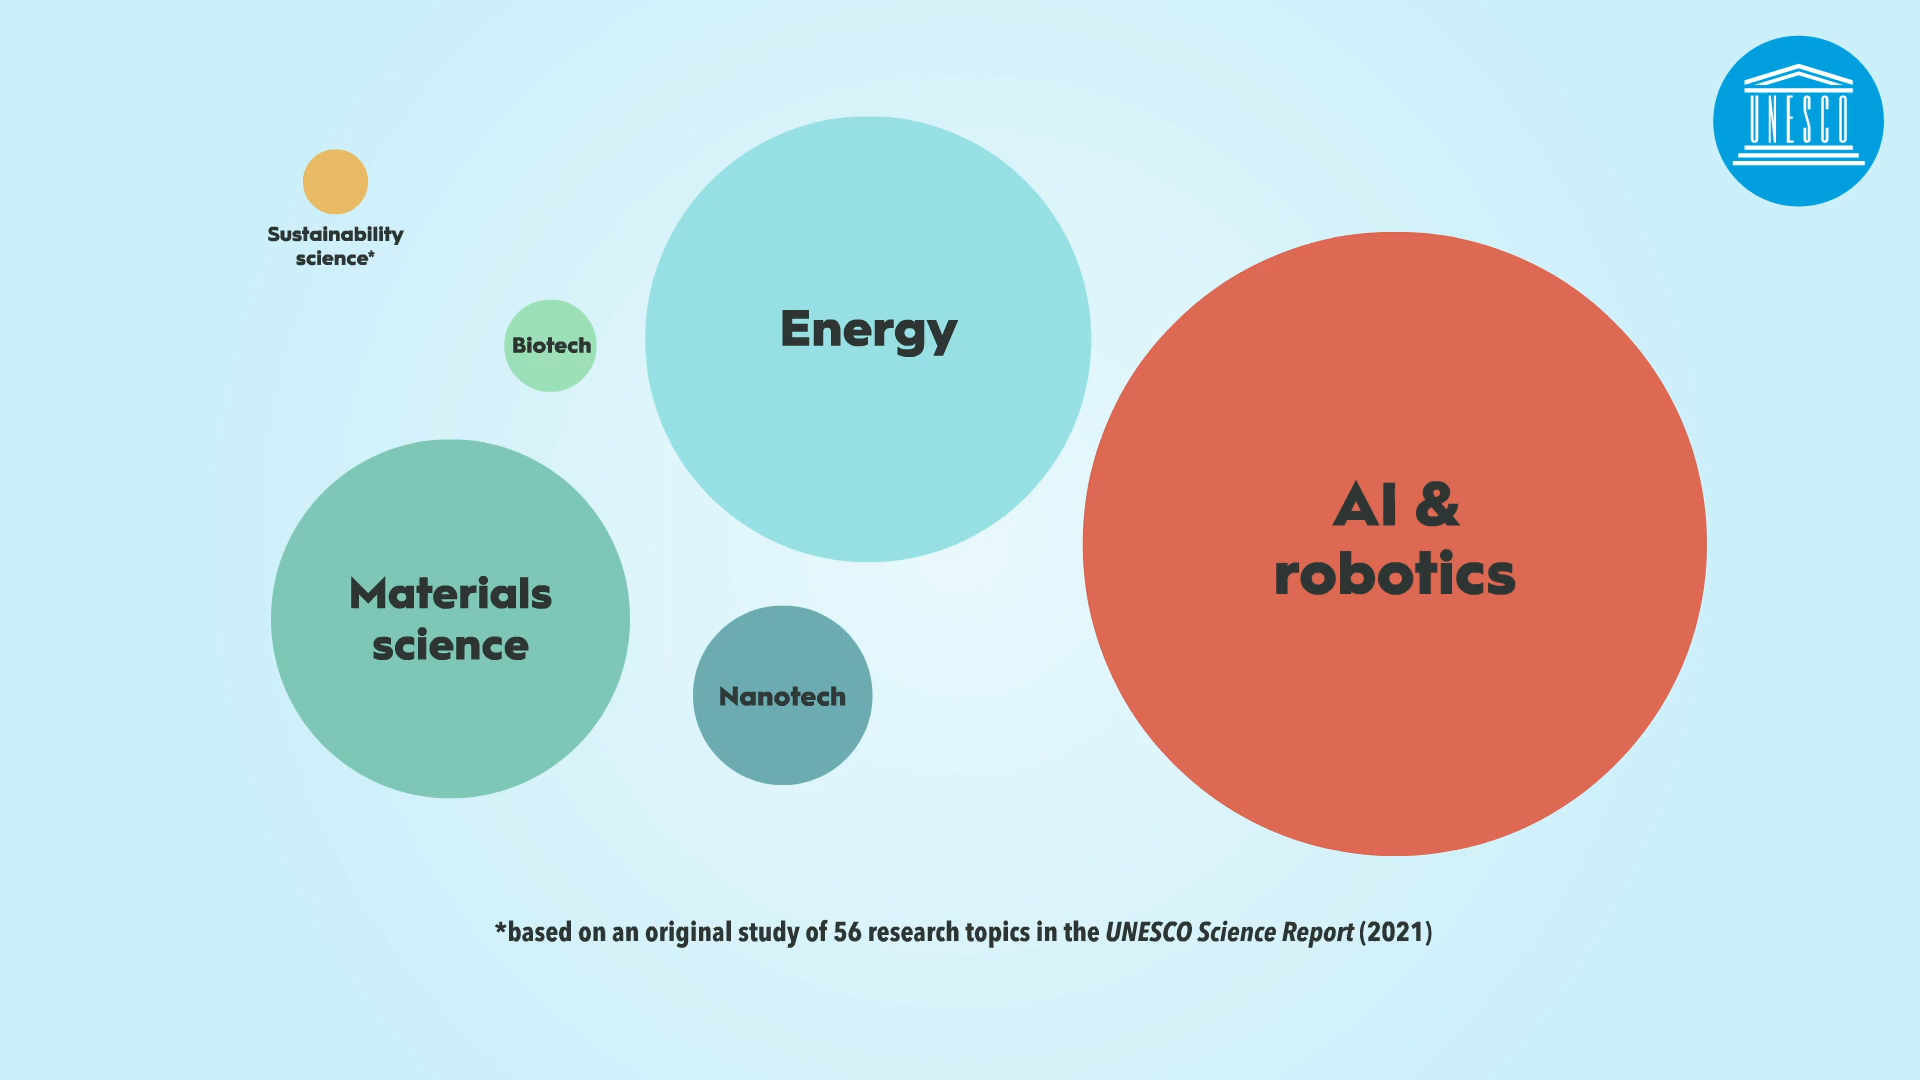 UNESCO
Sustainability
science*
Biotech
Energy
AI &
robotics
Materials
science
Nanotech
*based on an original study of 56 research topics in the UNESCO Science Report (2021)